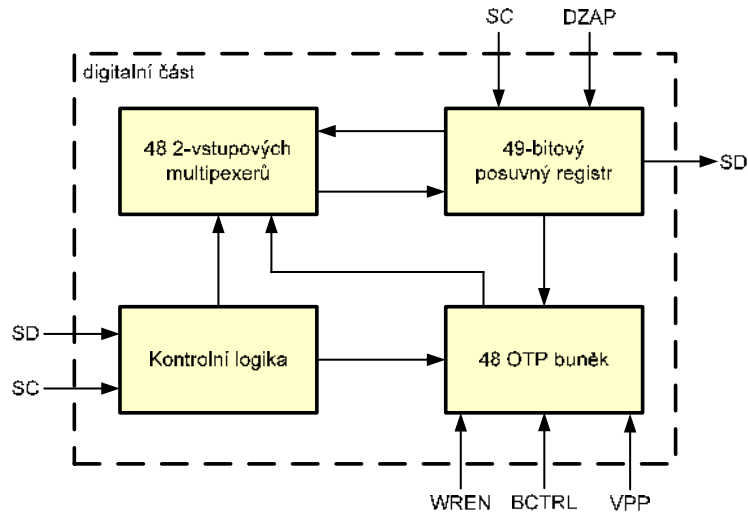 SC
DZAP
digitalní část
48 2-vstupových
multipexerů
49-bitový
posuvný registr
SD
SD
SC
Kontrolní logika
48 OTP buněk
WREN
BCTRL
VPP